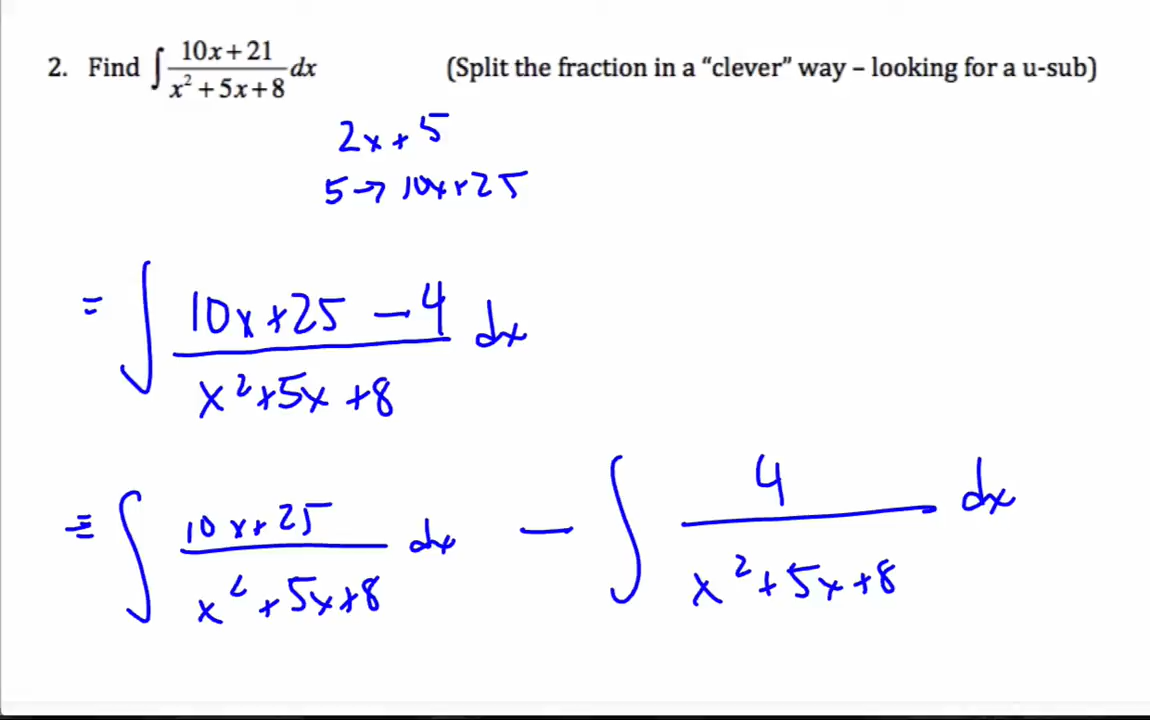 2. Find ∫ (10x+21)/(x²+5x+8) dx (Split the fraction in a “clever” way – looking for a u-sub)
2x+5
5→10x+25
= ∫ (10x+25-4)/(x²+5x+8) dx
= ∫ (10x+25)/(x²+5x+8) dx - ∫ 4/(x²+5x+8) dx